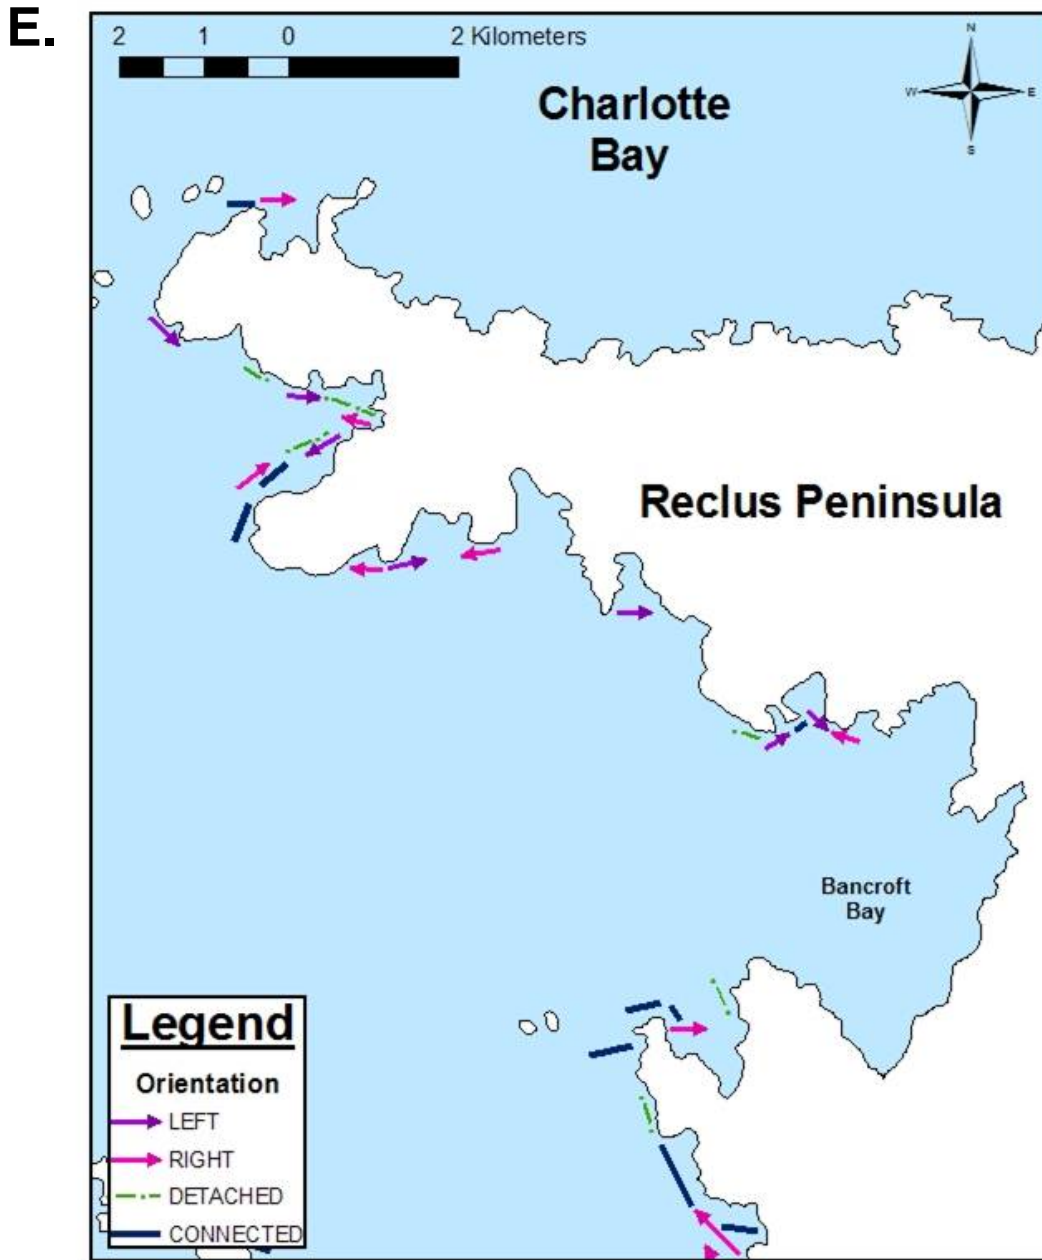 E.
2 1 0 2 Kilometers
N
W E
S
Charlotte
Bay
Reclus Peninsula
Bancroft
Bay
Legend
Orientation
LEFT
RIGHT
DETACHED
CONNECTED